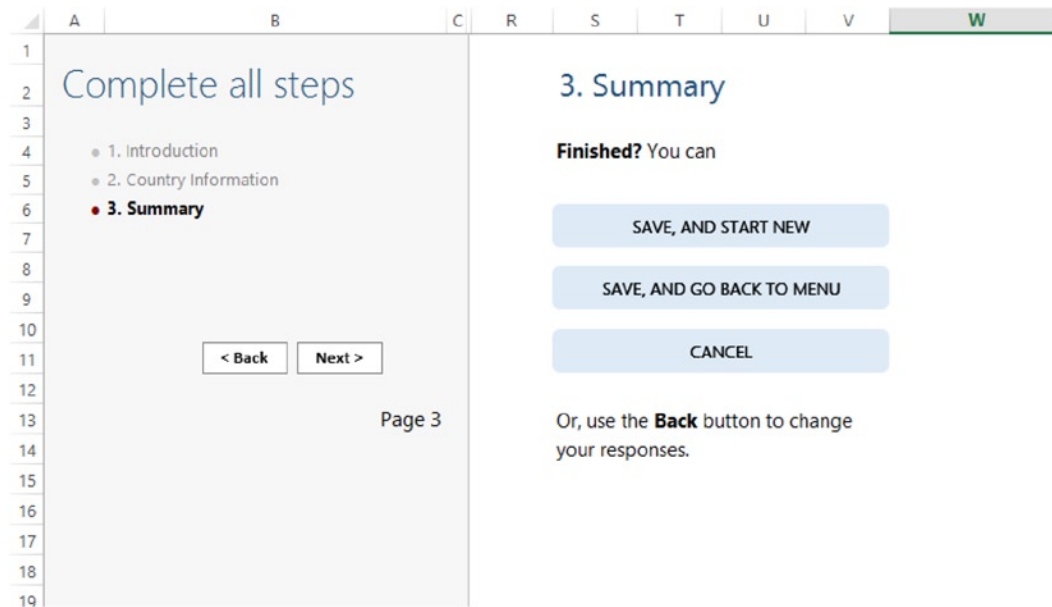 A B C R S T U V W
1
2 Complete all steps 3. Summary
3
4 1. Introduction Finished? You can
5 2. Country Information
6 3. Summary
7 SAVE, AND START NEW
8
9 SAVE, AND GO BACK TO MENU
10
11 < Back Next > CANCEL
12
13 Page 3 Or, use the Back button to change
14 your responses.
15
16
17
18
19